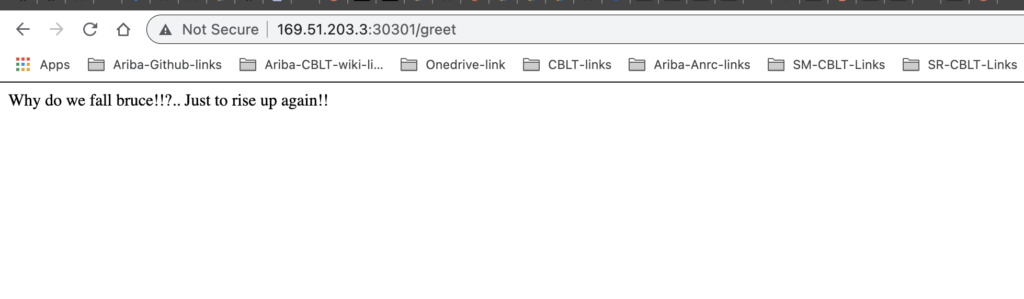 Not Secure | 169.51.203.3:30301/greet
Apps Ariba-Github-links Ariba-CBLT-wiki-li... Onedrive-link CBLT-links Ariba-Anrc-links SM-CBLT-Links SR-CBLT-Links
Why do we fall bruce!!?.. Just to rise up again!!